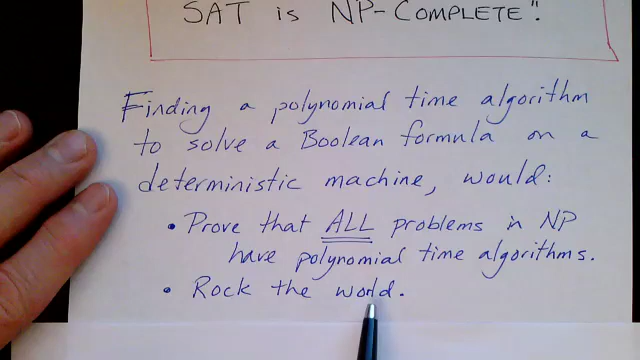 SAT is NP-COMPLETE".
Finding a polynomial time algorithm
to solve a Boolean formula on a
deterministic machine, would:
• Prove that ALL problems in NP
have polynomial time algorithms.
• Rock the world.